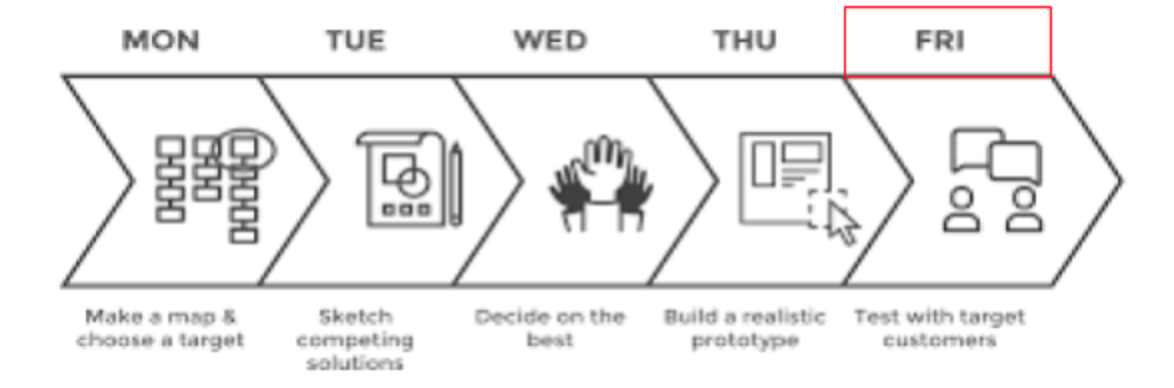 MON
TUE
WED
THU
FRI
Make a map &
choose a target
Sketch
competing
solutions
Decide on the
best
Build a realistic
prototype
Test with target
customers